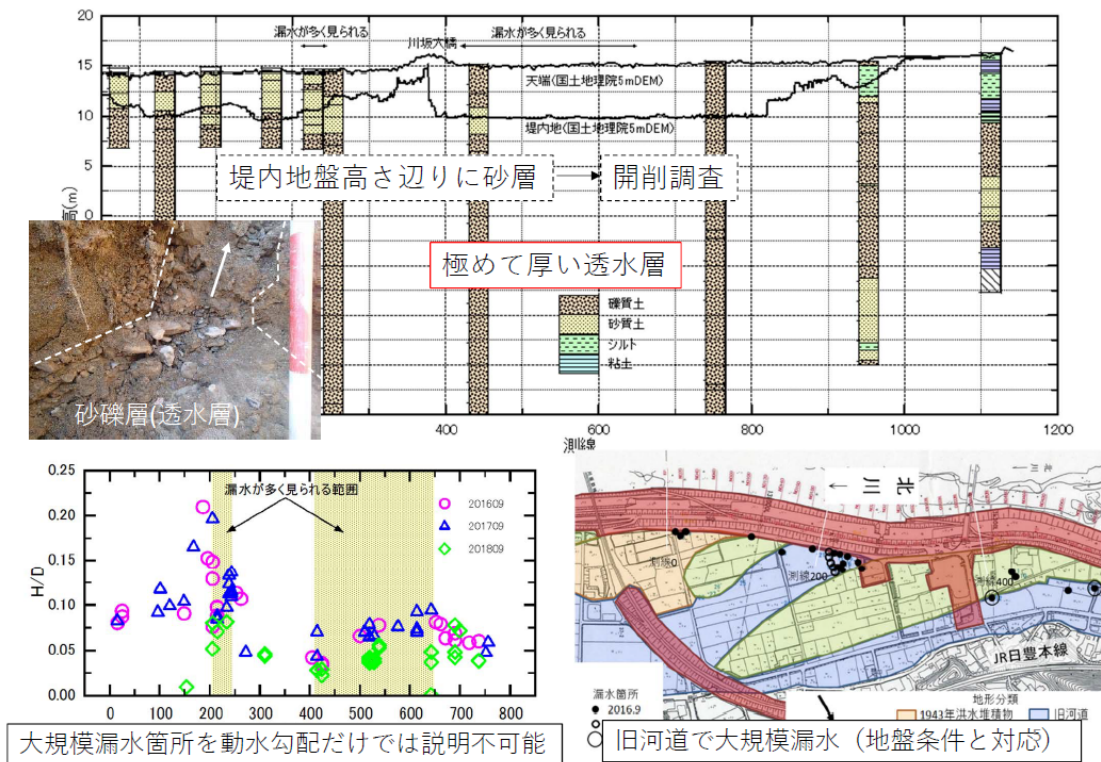 漏水が多く見られる
川坂大橋
漏水が多く見られる
天端(国土地理院5mDEM)
堤内地(国土地理院5mDEM)
20
15
10
5
0
高(m)
堤内地盤高さ辺りに砂層
開削調査
極めて厚い透水層
礫質土
砂質土
シルト
粘土
砂礫層(透水層)
400
600
800
1000
1200
測線
0.25
0.20
0.15
0.10
0.05
0.00
H/D
漏水が多く見られる範囲
201609
201709
201809
0 100 200 300 400 500 600 700 800
大規模漏水箇所を動水勾配だけでは説明不可能
北川
北川
測線0
測線200
測線400
JR日豊本線
漏水箇所
2016.9
地形分類
1943年洪水堆積物
旧河道
旧河道で大規模漏水（地盤条件と対応）